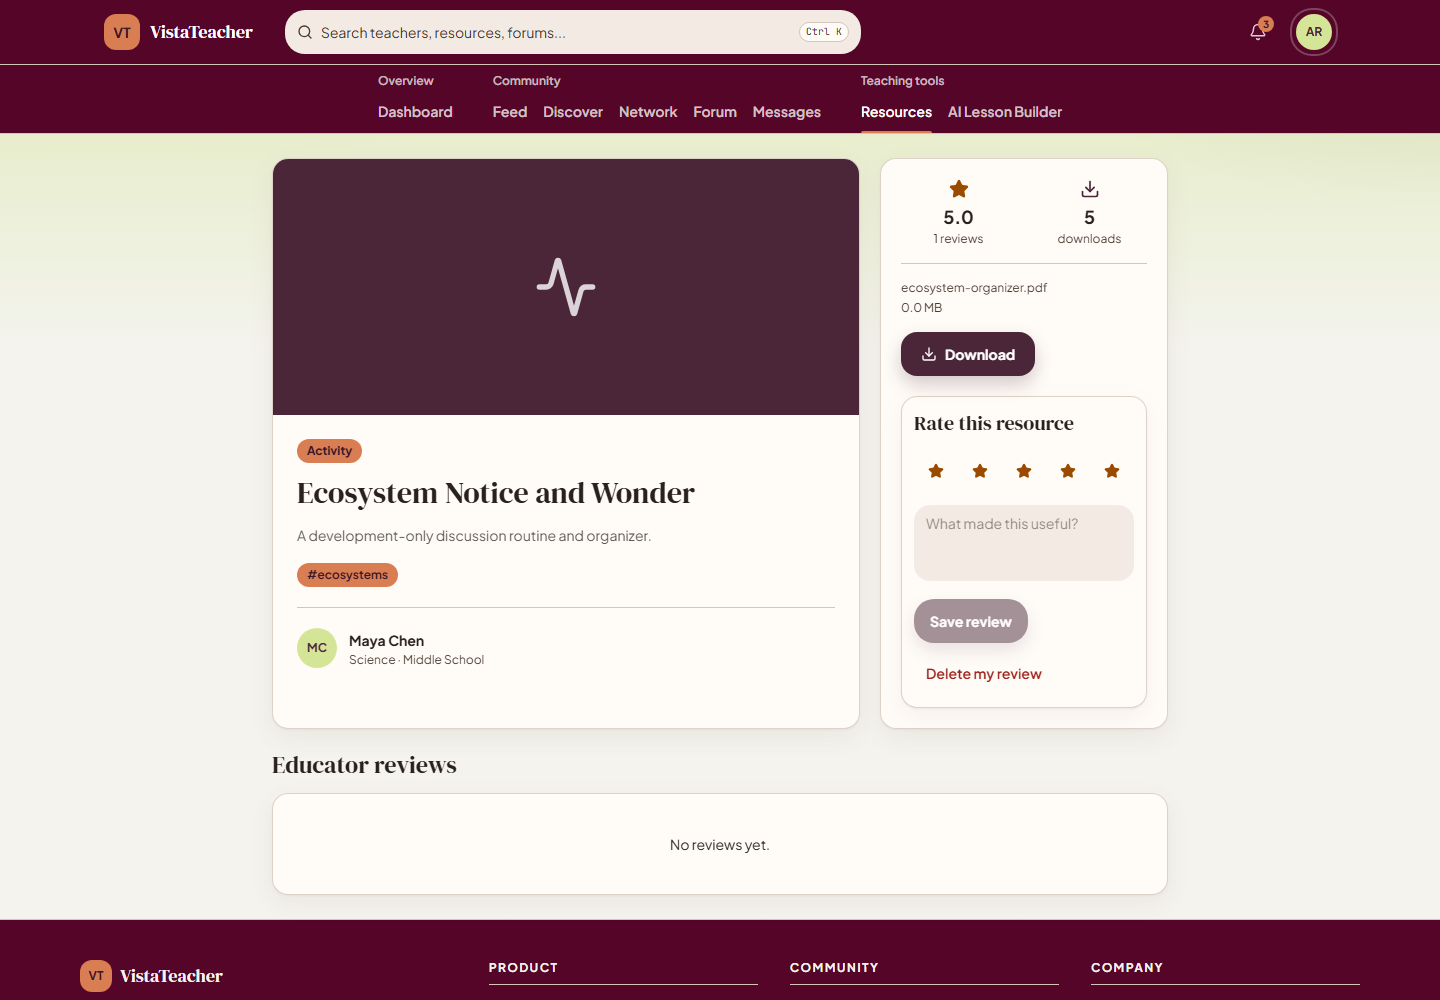 VT
VistaTeacher
Search teachers, resources, forums...
Ctrl K
3
AR
Overview
Community
Teaching tools
Dashboard
Feed
Discover
Network
Forum
Messages
Resources
AI Lesson Builder
5.0
1 reviews
5
downloads
ecosystem-organizer.pdf
0.0 MB
Download
Activity
Ecosystem Notice and Wonder
A development-only discussion routine and organizer.
#ecosystems
MC
Maya Chen
Science · Middle School
Rate this resource
What made this useful?
Save review
Delete my review
Educator reviews
No reviews yet.
VT
VistaTeacher
PRODUCT
COMMUNITY
COMPANY